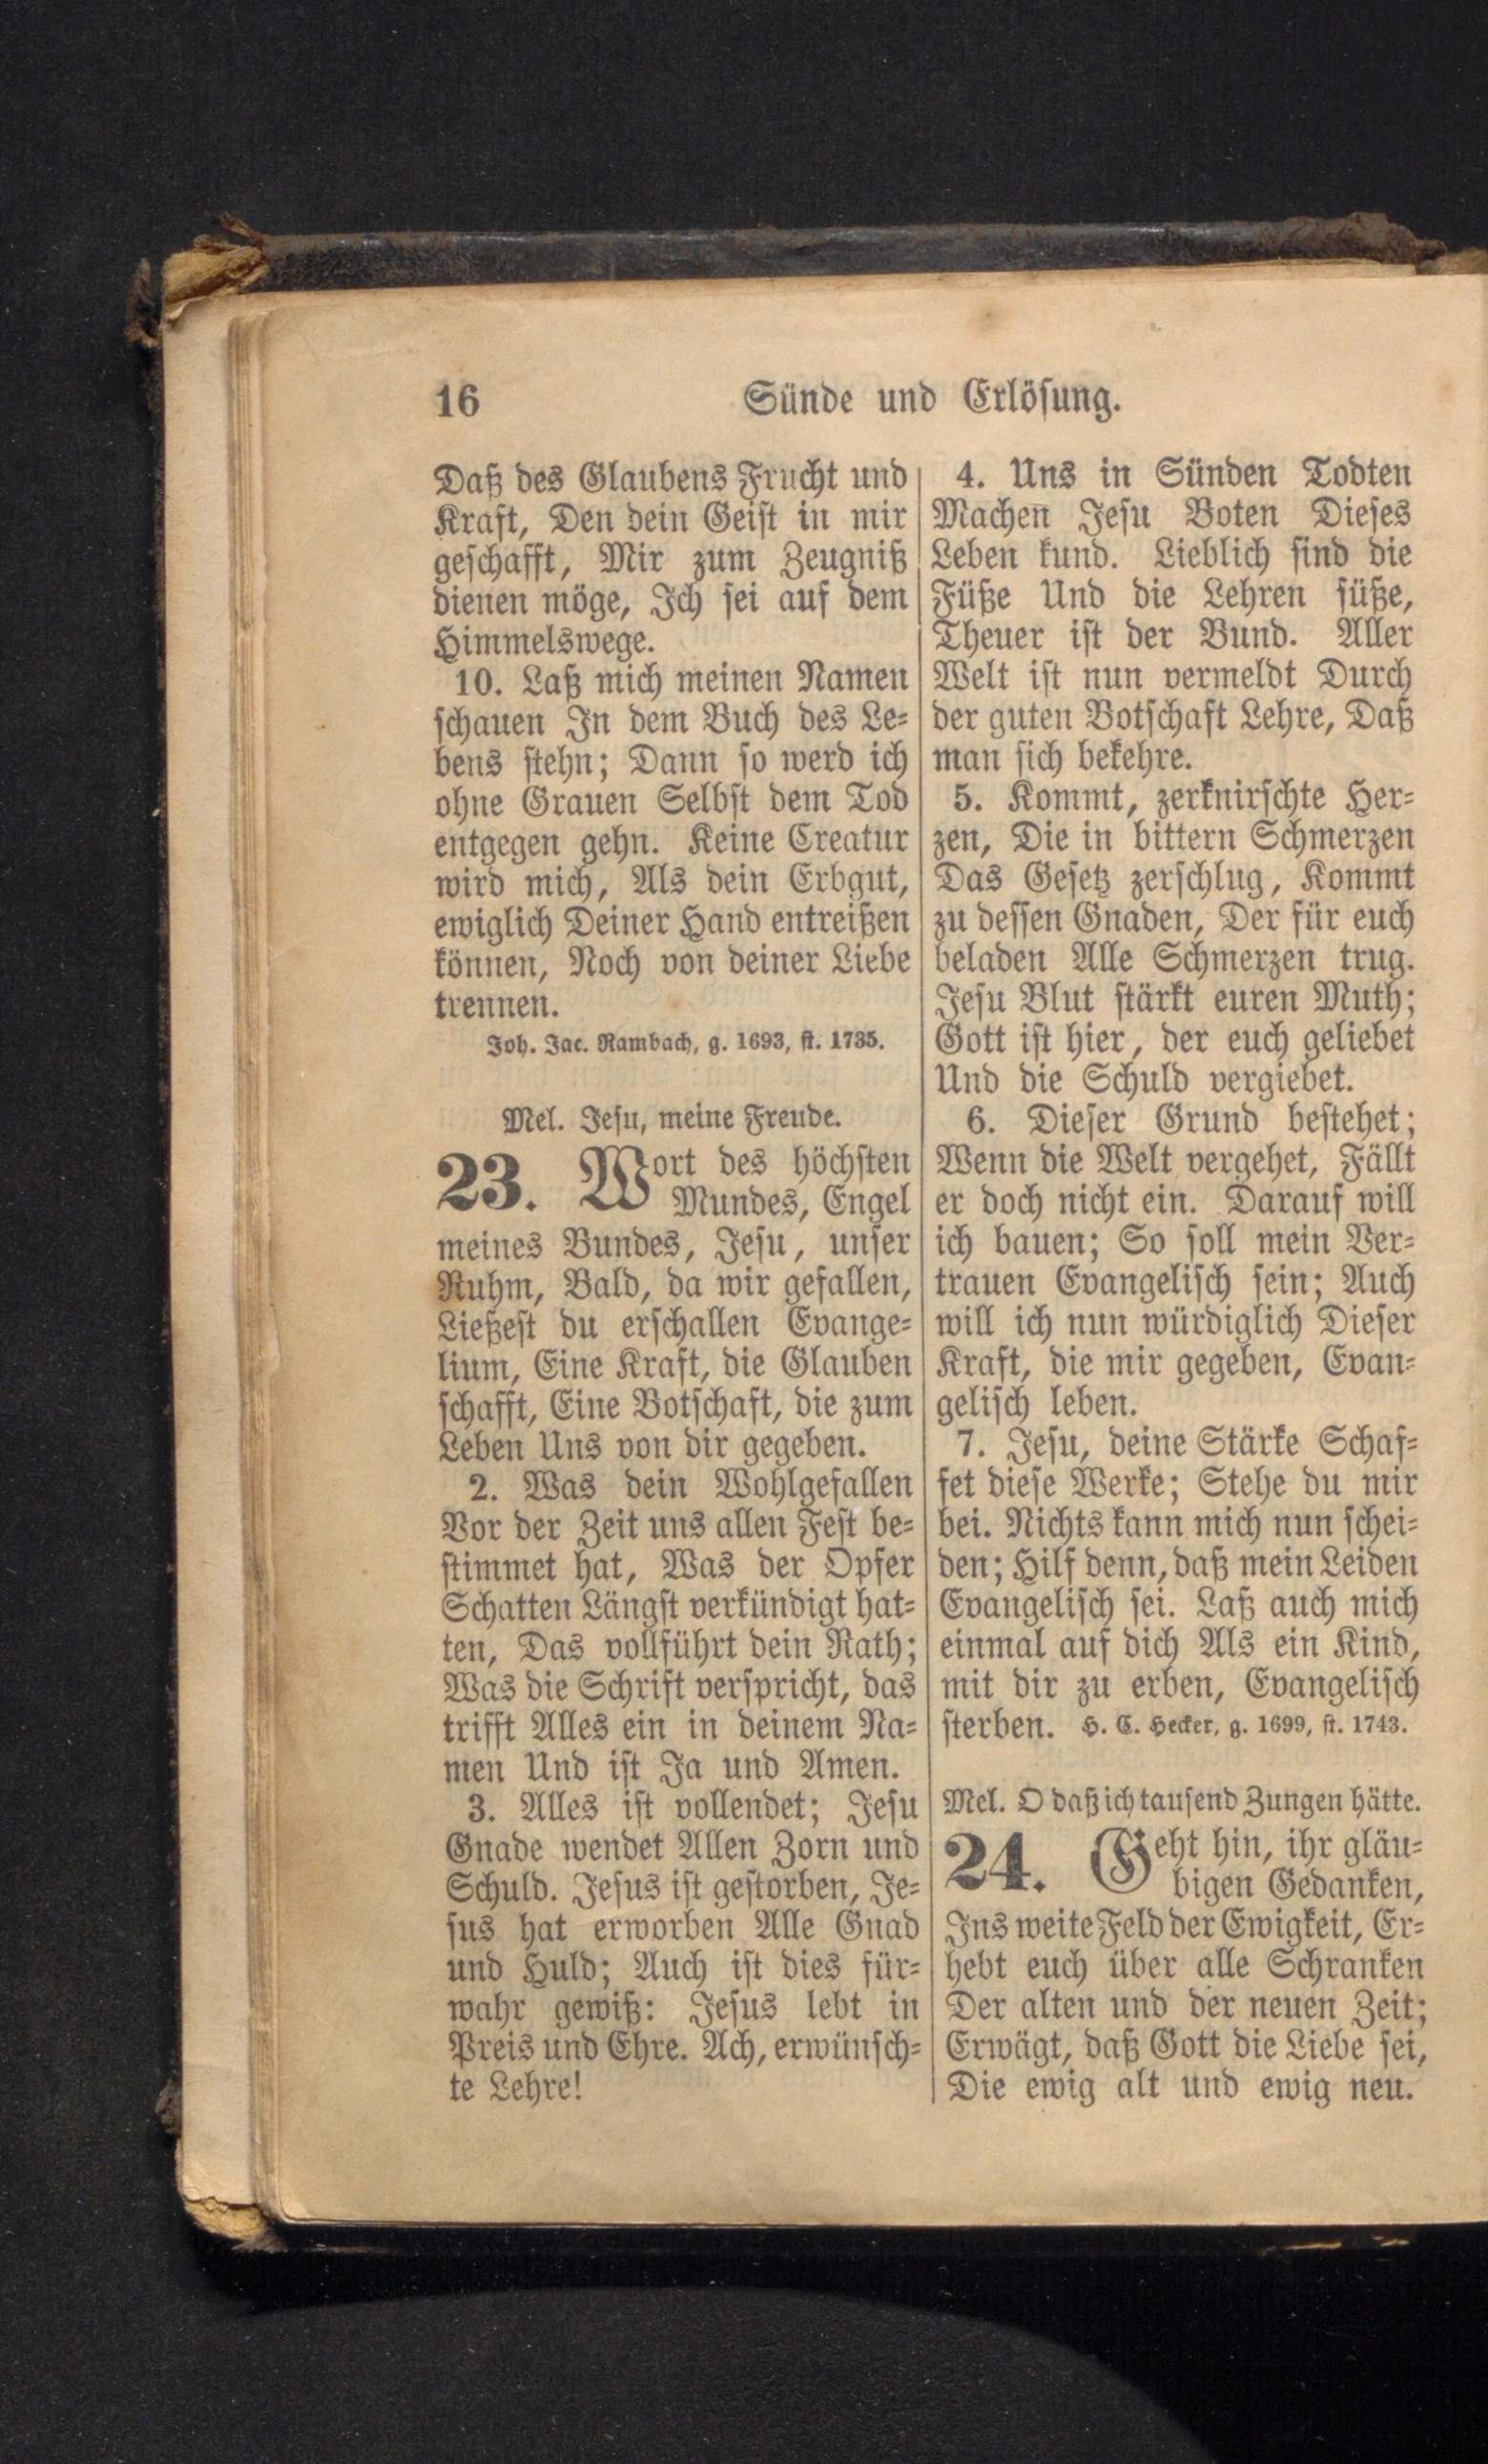 16 Sünde und Erlösung.
Daß des Glaubens Frucht und
Kraft, Den dein Geist in mir
geschafft, Mir zum Zeugniß
dienen möge, Ich sei auf dem
Himmelswege.
10. Laß mich meinen Namen
schauen In dem Buch des Le-
bens stehn; Dann so werd ich
ohne Grauen Selbst dem Tod
entgegen gehn. Keine Creatur
wird mich, Als dein Erbgut,
ewiglich Deiner Hand entreißen
können, Noch von deiner Liebe
trennen.
Joh. Jac. Rambach, g. 1693, st. 1735.
Mel. Jesu, meine Freude.
23. Wort des höchsten
Mundes, Engel
meines Bundes, Jesu, unser
Ruhm, Bald, da wir gefallen,
Ließest du erschallen Evange-
lium, Eine Kraft, die Glauben
schafft, Eine Botschaft, die zum
Leben Uns von dir gegeben.
2. Was dein Wohlgefallen
Vor der Zeit uns allen Fest be-
stimmet hat, Was der Opfer
Schatten Längst verkündigt hat-
ten, Das vollführt dein Rath;
Was die Schrift verspricht, das
trifft Alles ein in deinem Na-
men Und ist Ja und Amen.
3. Alles ist vollendet; Jesu
Gnade wendet Allen Zorn und
Schuld. Jesus ist gestorben, Je-
sus hat erworben Alle Gnad
und Huld; Auch ist dies für-
wahr gewiß: Jesus lebt in
Preis und Ehre. Ach, erwünsch-
te Lehre!
4. Uns in Sünden Todten
Machen Jesu Boten Dieses
Leben kund. Lieblich sind die
Füße Und die Lehren süße,
Theuer ist der Bund. Aller
Welt ist nun vermeldt Durch
der guten Botschaft Lehre, Daß
man sich bekehre.
5. Kommt, zerknirschte Her-
zen, Die in bittern Schmerzen
Das Gesetz zerschlug, Kommt
zu dessen Gnaden, Der für euch
beladen Alle Schmerzen trug.
Jesu Blut stärkt euren Muth;
Gott ist hier, der euch geliebet
Und die Schuld vergiebet.
6. Dieser Grund bestehet;
Wenn die Welt vergehet, Fällt
er doch nicht ein. Darauf will
ich bauen; So soll mein Ver-
trauen Evangelisch sein; Auch
will ich nun würdiglich Dieser
Kraft, die mir gegeben, Evan-
gelisch leben.
7. Jesu, deine Stärke Schaf-
fet diese Werke; Stehe du mir
bei. Nichts kann mich nun schei-
den; Hilf denn, daß mein Leiden
Evangelisch sei. Laß auch mich
einmal auf dich Als ein Kind,
mit dir zu erben, Evangelisch
sterben. H. C. Hecker, g. 1699, st. 1743.
Mel. O daß ich tausend Zungen hätte.
24. Geht hin, ihr gläu-
bigen Gedanken,
Ins weite Feld der Ewigkeit, Er-
hebt euch über alle Schranken
Der alten und der neuen Zeit;
Erwägt, daß Gott die Liebe sei,
Die ewig alt und ewig neu.